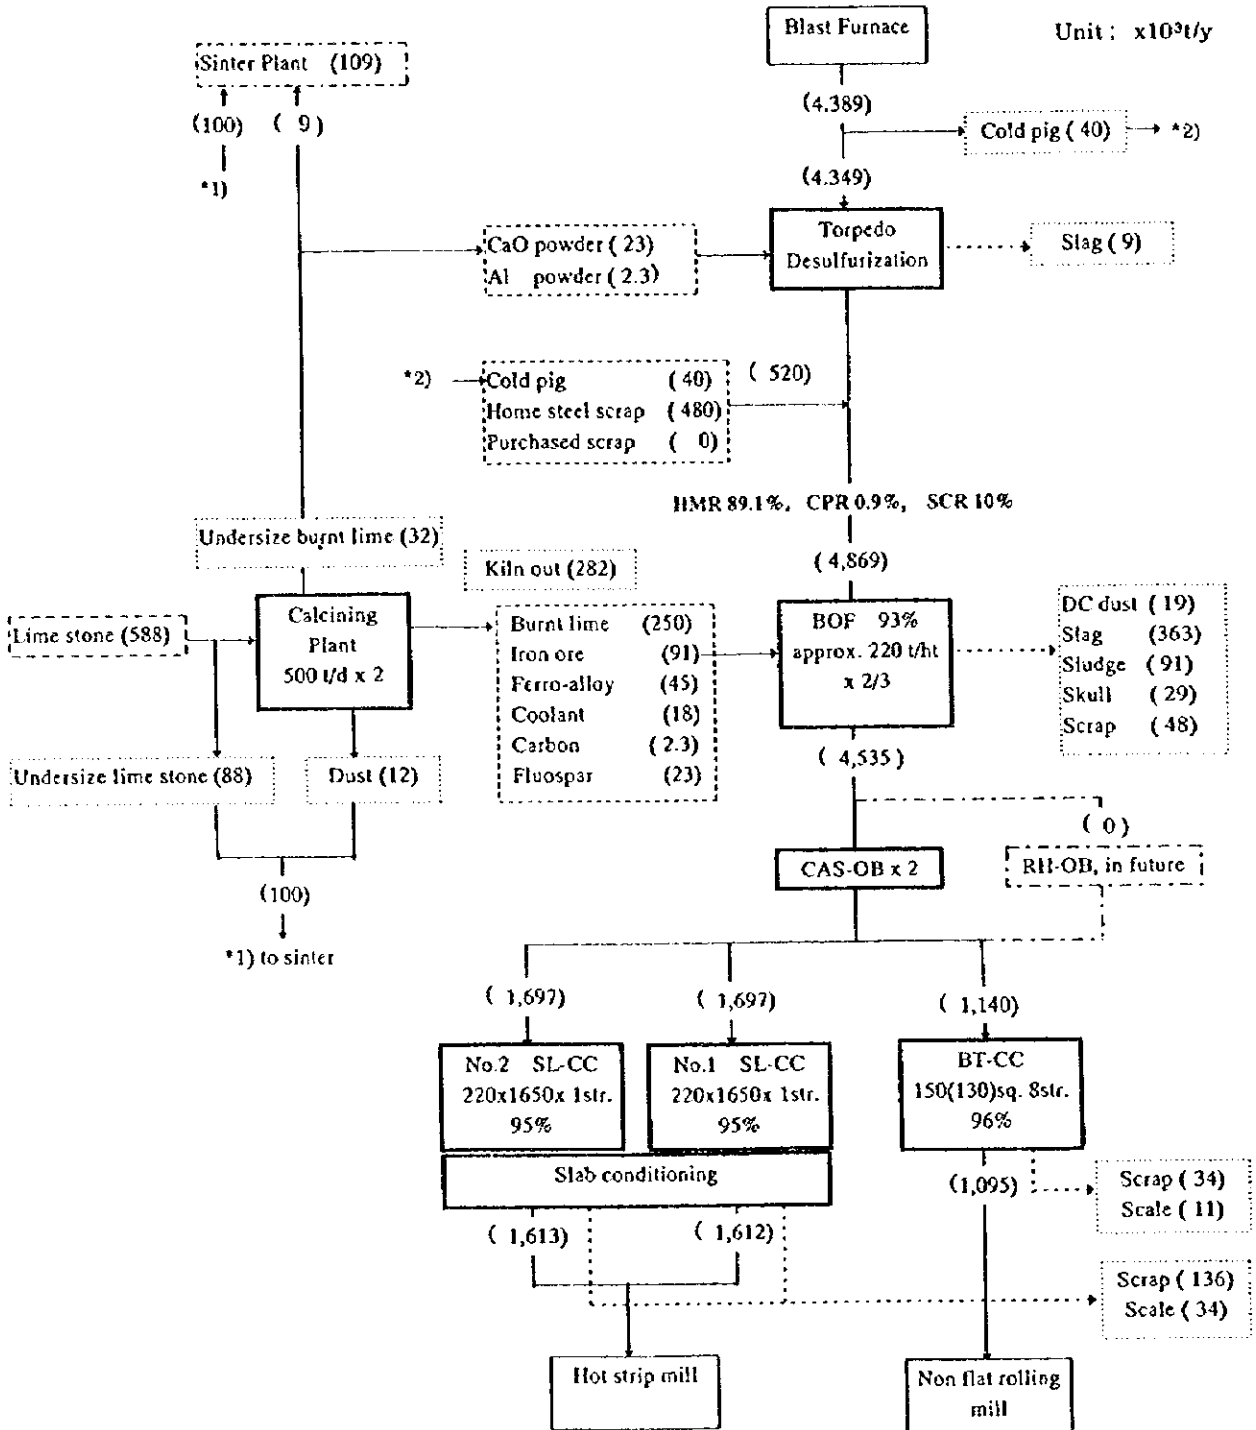 Unit : x10³t/y
Blast Furnace
(4.389)
Cold pig ( 40)
*2)
(4.349)
Sinter Plant (109)
(100) ( 9 )
*1)
CaO powder ( 23)
Al powder ( 2.3)
Torpedo
Desulfurization
Slag ( 9)
*2)
Cold pig ( 40)
Home steel scrap ( 480)
Purchased scrap ( 0)
( 520)
HMR 89.1%, CPR 0.9%, SCR 10%
( 4,869)
Undersize burnt lime (32)
Kiln out (282)
Lime stone (588)
Calcining
Plant
500 t/d x 2
Burnt lime (250)
Iron ore (91)
Ferro-alloy (45)
Coolant (18)
Carbon ( 2.3)
Fluospar (23)
BOF 93%
approx. 220 t/ht
x 2/3
DC dust ( 19)
Slag (363)
Sludge ( 91)
Skull ( 29)
Scrap ( 48)
Undersize lime stone (88)
Dust (12)
(100)
*1) to sinter
( 4,535)
( 0 )
CAS-OB x 2
RH-OB, in future
( 1,697)
( 1,697)
( 1,140)
No.2 SL-CC
220x1650x 1str.
95%
No.1 SL-CC
220x1650x 1str.
95%
BT-CC
150(130)sq. 8str.
96%
Slab conditioning
( 1,613)
( 1,612)
(1,095)
Scrap ( 34)
Scale ( 11)
Scrap ( 136)
Scale ( 34)
Hot strip mill
Non flat rolling
mill